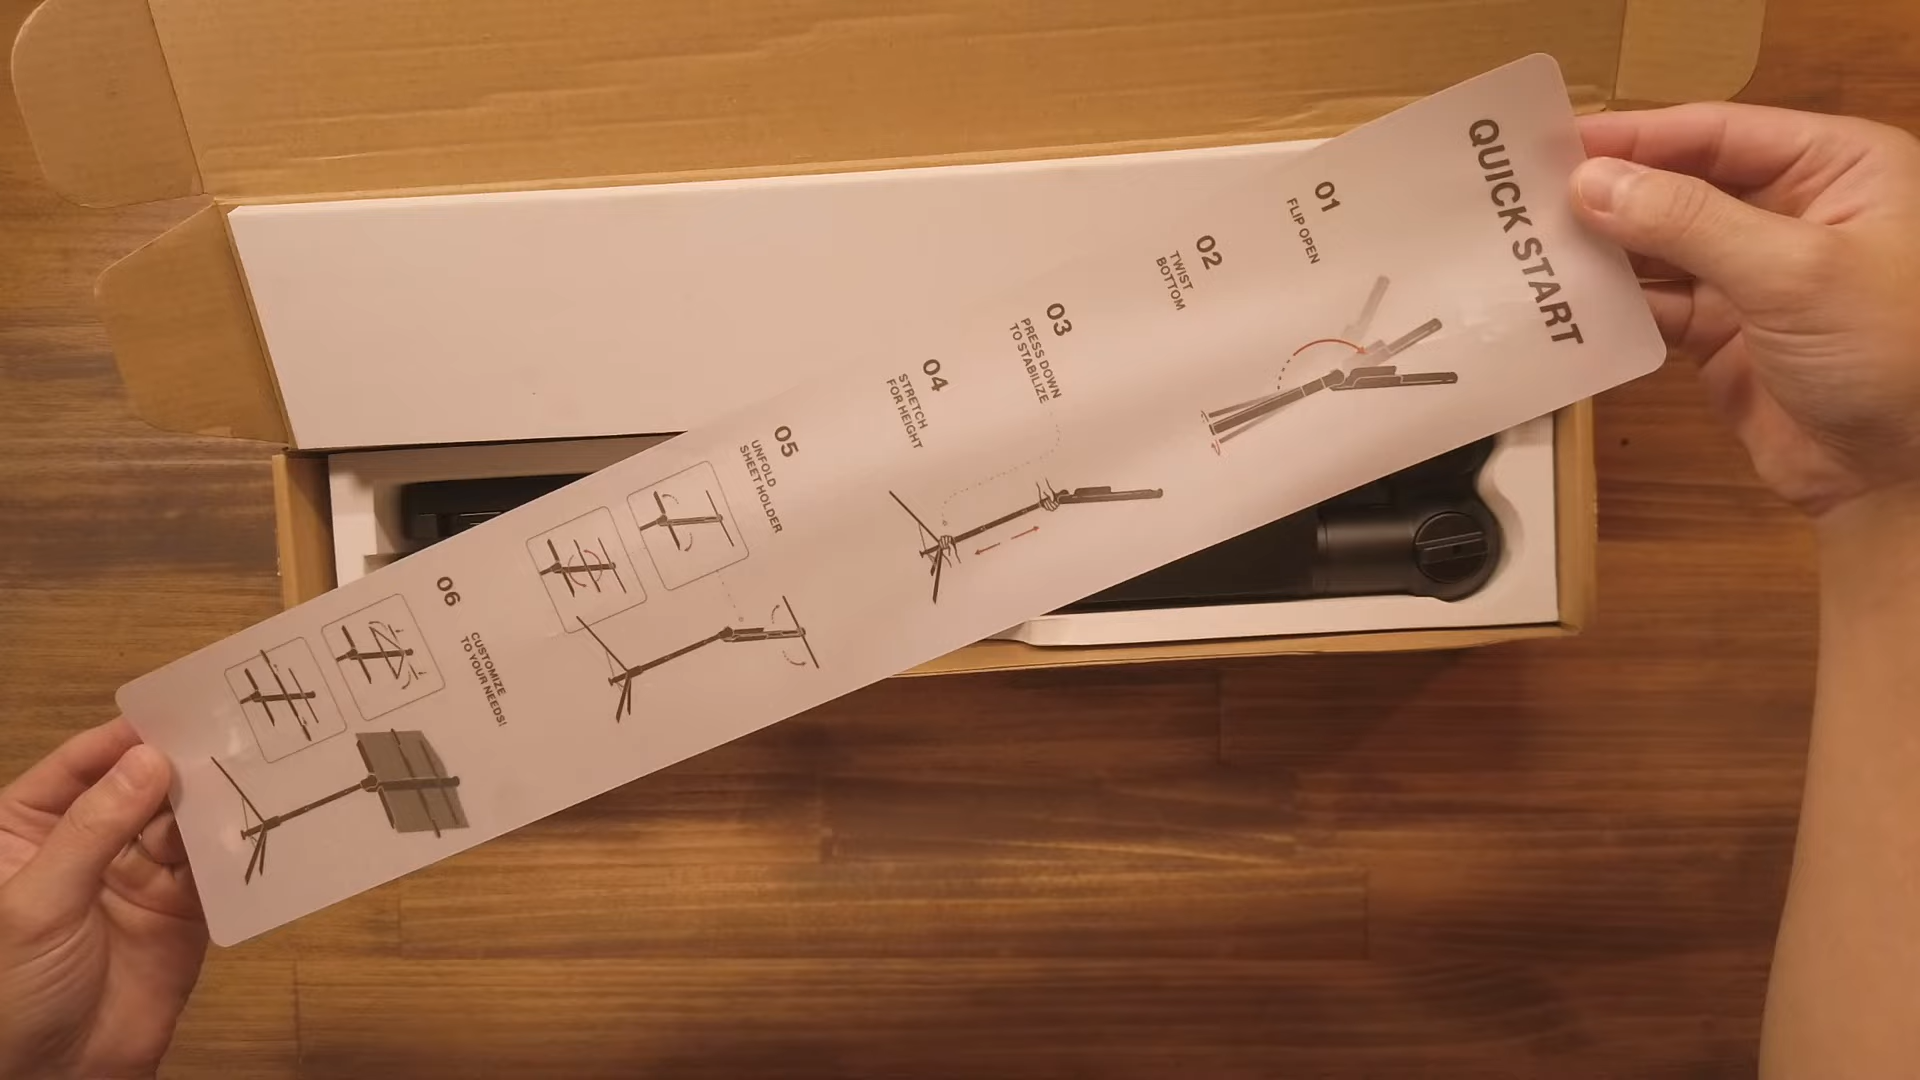 QUICK START
01
FLIP OPEN
02
TWIST
BOTTOM
03
PRESS DOWN
TO STABILIZE
04
STRETCH
FOR HEIGHT
05
UNFOLD
SHEET HOLDER
06
CUSTOMIZE
TO YOUR NEEDS!